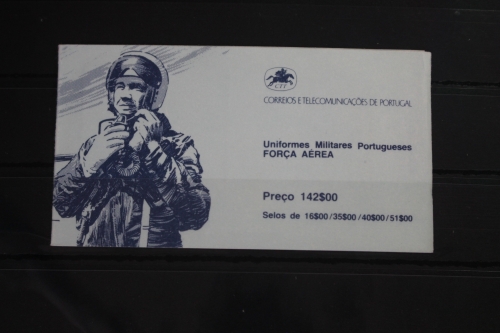 CTT
CORREIOS E TELECOMUNICAÇÕES DE PORTUGAL
Uniformes Militares Portugueses
FORÇA AÉREA
Preço 142$00
Selos de 16$00/35$00/40$00/51$00